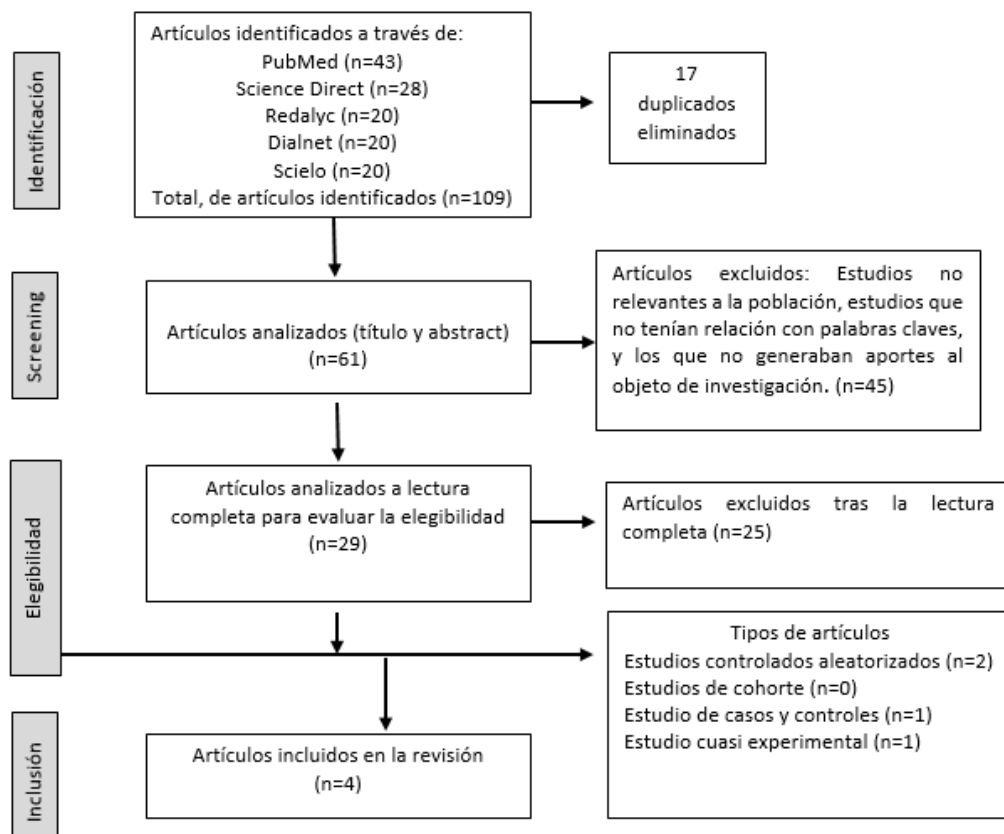 Identificación
Artículos identificados a través de:
PubMed (n=43)
Science Direct (n=28)
Redalyc (n=20)
Dialnet (n=20)
Scielo (n=20)
Total, de artículos identificados (n=109)
17
duplicados
eliminados
Screening
Artículos analizados (título y abstract)
(n=61)
Artículos excluidos: Estudios no
relevantes a la población, estudios que
no tenían relación con palabras claves,
y los que no generaban aportes al
objeto de investigación. (n=45)
Elegibilidad
Artículos analizados a lectura
completa para evaluar la elegibilidad
(n=29)
Artículos excluidos tras la lectura
completa (n=25)
Tipos de artículos
Estudios controlados aleatorizados (n=2)
Estudios de cohorte (n=0)
Estudio de casos y controles (n=1)
Estudio cuasi experimental (n=1)
Inclusión
Artículos incluidos en la revisión
(n=4)